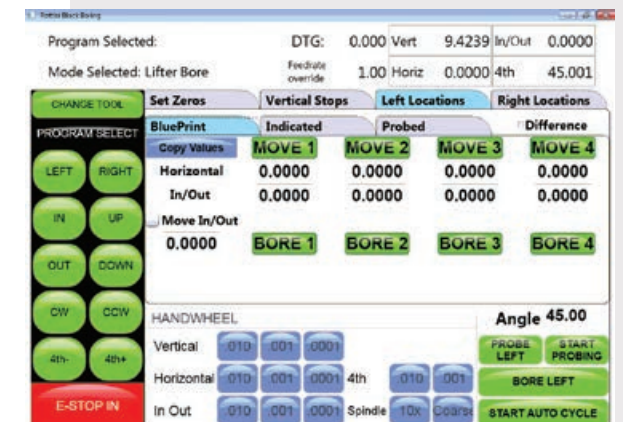 Rottler Block Boring
Program Selected: DTG: 0.000 Vert 9.4239 In/Out 0.0000
Mode Selected: Lifter Bore Feedrate override 1.00 Horiz 0.0000 4th 45.001
CHANGE TOOL Set Zeros Vertical Stops Left Locations Right Locations
PROGRAM SELECT BluePrint Indicated Probed Difference
Copy Values MOVE 1 MOVE 2 MOVE 3 MOVE 4
LEFT RIGHT Horizontal 0.0000 0.0000 0.0000 0.0000
In/Out 0.0000 0.0000 0.0000 0.0000
IN UP Move In/Out
0.0000 BORE 1 BORE 2 BORE 3 BORE 4
OUT DOWN
CW CCW HANDWHEEL Angle 45.00
Vertical .010 .001 .0001 PROBE LEFT START PROBING
4th- 4th+
Horizontal .010 .001 .0001 4th .010 .001 BORE LEFT
E-STOP IN In Out .010 .001 .0001 Spindle 10x Coarse START AUTO CYCLE